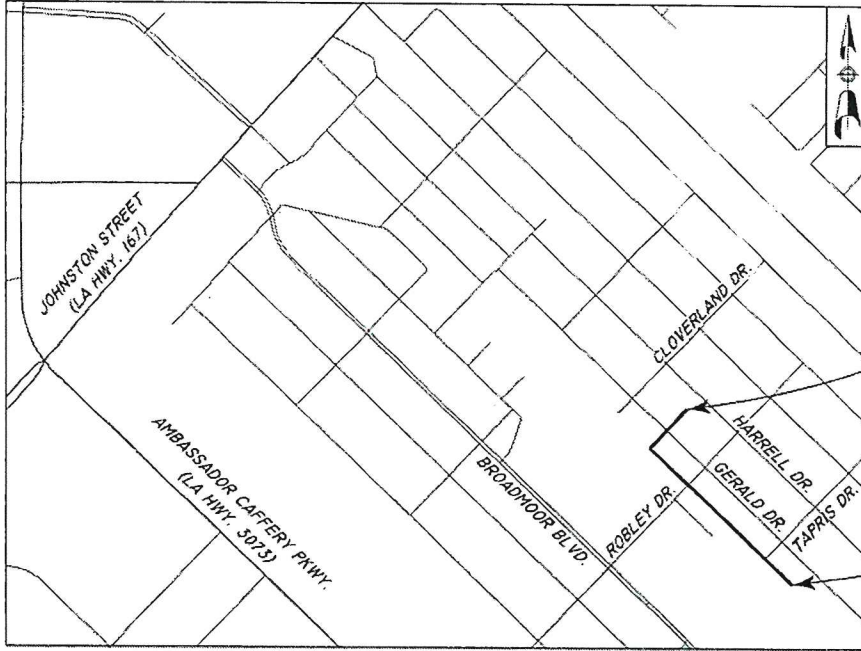 JOHNSTON STREET
(LA HWY. 167)
CLOVERLAND DR.
AMBASSADOR CAFFERY PKWY.
(LA HWY. 3073)
BROADMOOR BLVD.
ROBLEY DR.
HARRELL DR.
GERALD DR.
TAPRIS DR.